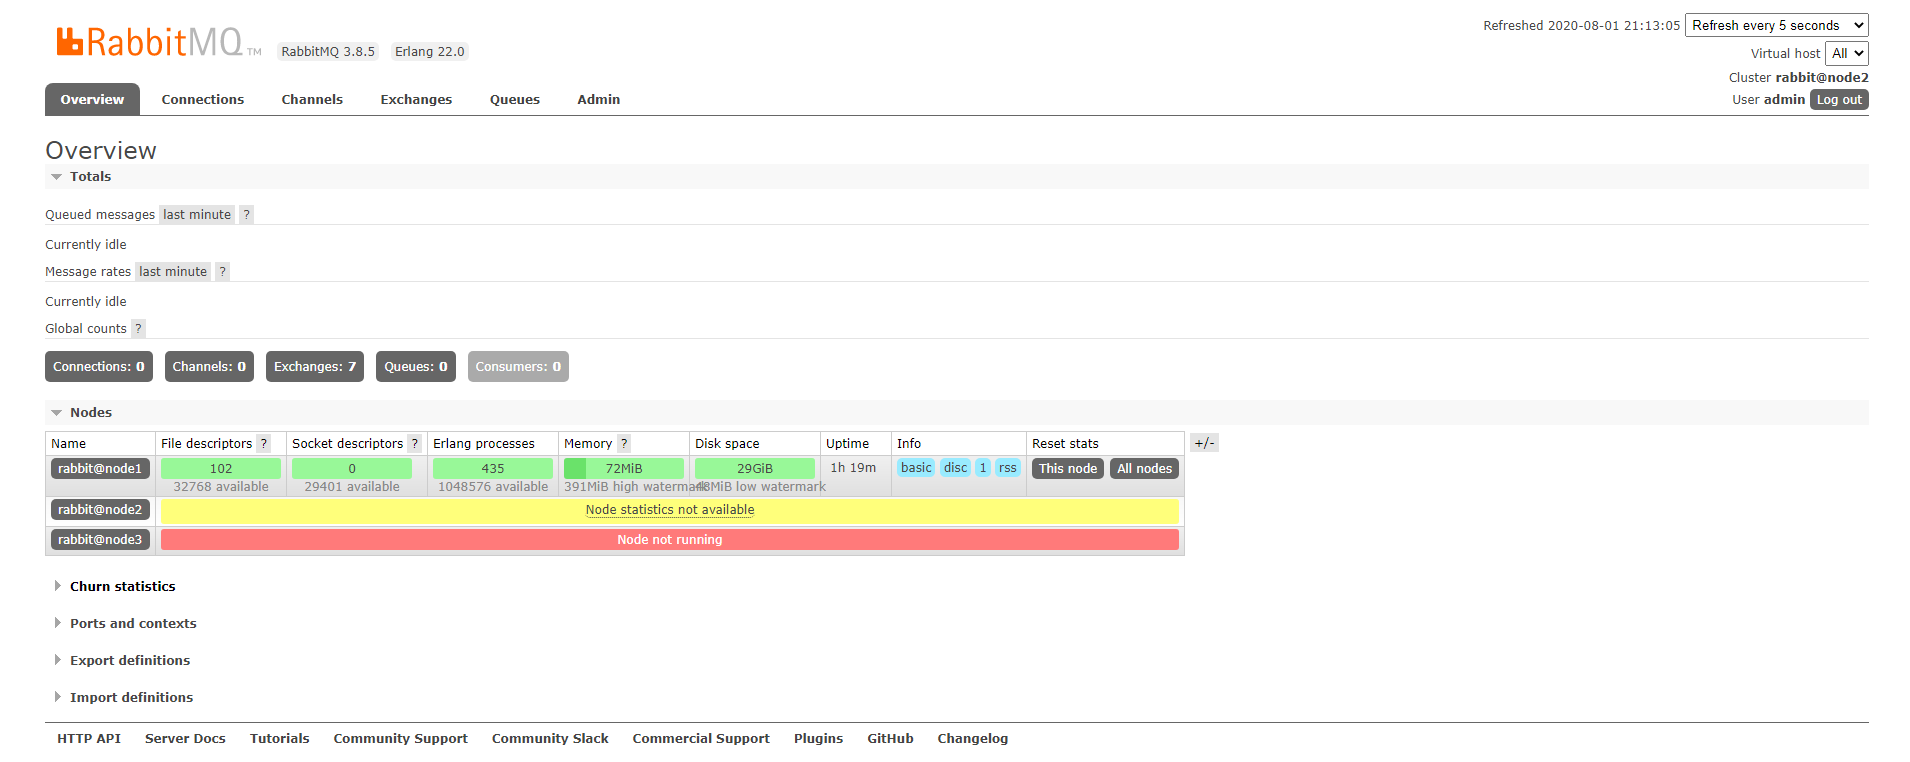 RabbitMQ TM RabbitMQ 3.8.5 Erlang 22.0
Refreshed 2020-08-01 21:13:05 Refresh every 5 seconds
Virtual host All
Cluster rabbit@node2
User admin Log out
Overview Connections Channels Exchanges Queues Admin
Overview
Totals
Queued messages last minute ?
Currently idle
Message rates last minute ?
Currently idle
Global counts ?
Connections: 0 Channels: 0 Exchanges: 7 Queues: 0 Consumers: 0
Nodes
Name File descriptors ? Socket descriptors ? Erlang processes Memory ? Disk space Uptime Info Reset stats +/-
rabbit@node1 102 0 435 72MiB 29GiB 1h 19m basic disc 1 rss This node All nodes
32768 available 29401 available 1048576 available 391MiB high watermark 48MiB low watermark
rabbit@node2 Node statistics not available
rabbit@node3 Node not running
Churn statistics
Ports and contexts
Export definitions
Import definitions
HTTP API Server Docs Tutorials Community Support Community Slack Commercial Support Plugins GitHub Changelog